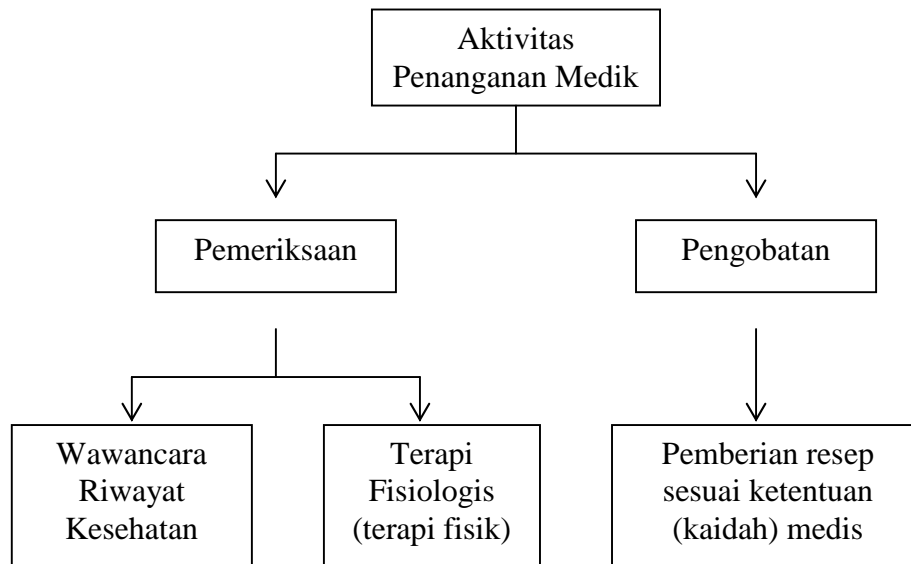 Aktivitas
Penanganan Medik
Pemeriksaan
Pengobatan
Wawancara
Riwayat
Kesehatan
Terapi
Fisiologis
(terapi fisik)
Pemberian resep
sesuai ketentuan
(kaidah) medis